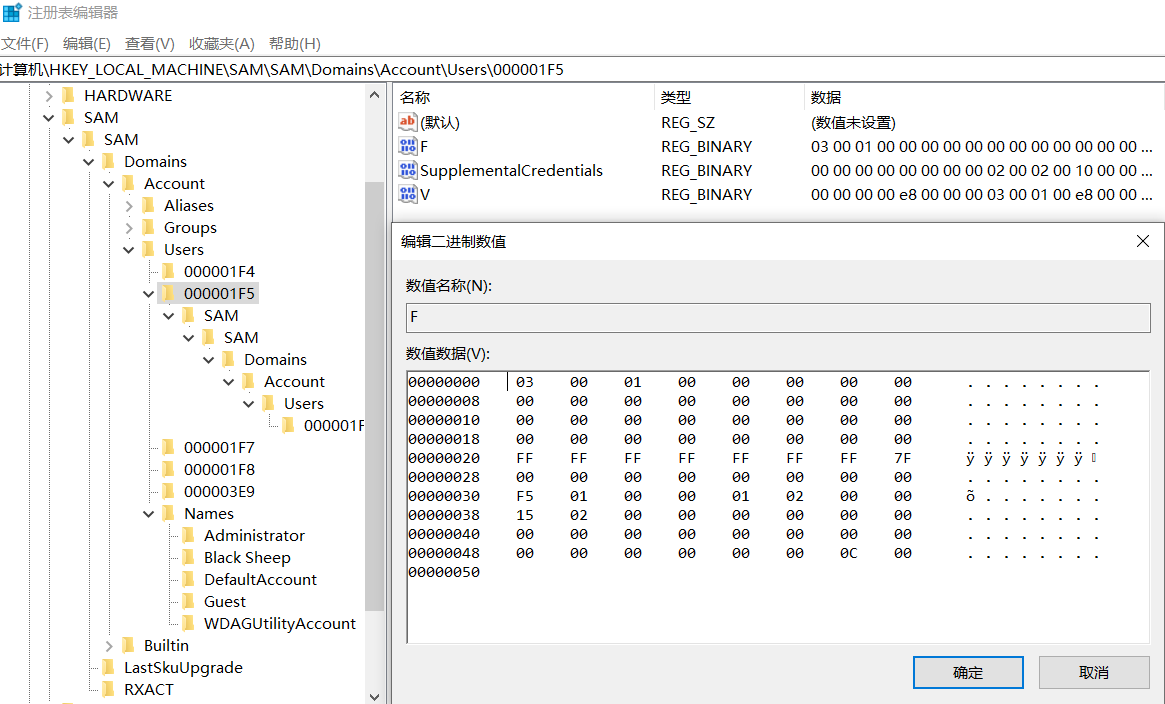 注册表编辑器
文件(F) 编辑(E) 查看(V) 收藏夹(A) 帮助(H)
计算机\HKEY_LOCAL_MACHINE\SAM\SAM\Domains\Account\Users\000001F5
HARDWARE
SAM
SAM
Domains
Account
Aliases
Groups
Users
000001F4
000001F5
SAM
SAM
Domains
Account
Users
000001F
000001F7
000001F8
000003E9
Names
Administrator
Black Sheep
DefaultAccount
Guest
WDAGUtilityAccount
Builtin
LastSkuUpgrade
RXACT
名称 类型 数据
(默认) REG_SZ (数值未设置)
F REG_BINARY 03 00 01 00 00 00 00 00 00 00 00 00 00 00 00 ...
SupplementalCredentials REG_BINARY 00 00 00 00 00 00 00 00 02 00 02 00 10 00 00 ...
V REG_BINARY 00 00 00 00 e8 00 00 00 03 00 01 00 e8 00 00 ...
编辑二进制数值
数值名称(N):
F
数值数据(V):
00000000 03 00 01 00 00 00 00 00 . . . . . . . .
00000008 00 00 00 00 00 00 00 00 . . . . . . . .
00000010 00 00 00 00 00 00 00 00 . . . . . . . .
00000018 00 00 00 00 00 00 00 00 . . . . . . . .
00000020 FF FF FF FF FF FF FF 7F ÿ ÿ ÿ ÿ ÿ ÿ ÿ
00000028 00 00 00 00 00 00 00 00 . . . . . . . .
00000030 F5 01 00 00 01 02 00 00 õ . . . . . . .
00000038 15 02 00 00 00 00 00 00 . . . . . . . .
00000040 00 00 00 00 00 00 00 00 . . . . . . . .
00000048 00 00 00 00 00 00 0C 00 . . . . . . . .
00000050
确定 取消